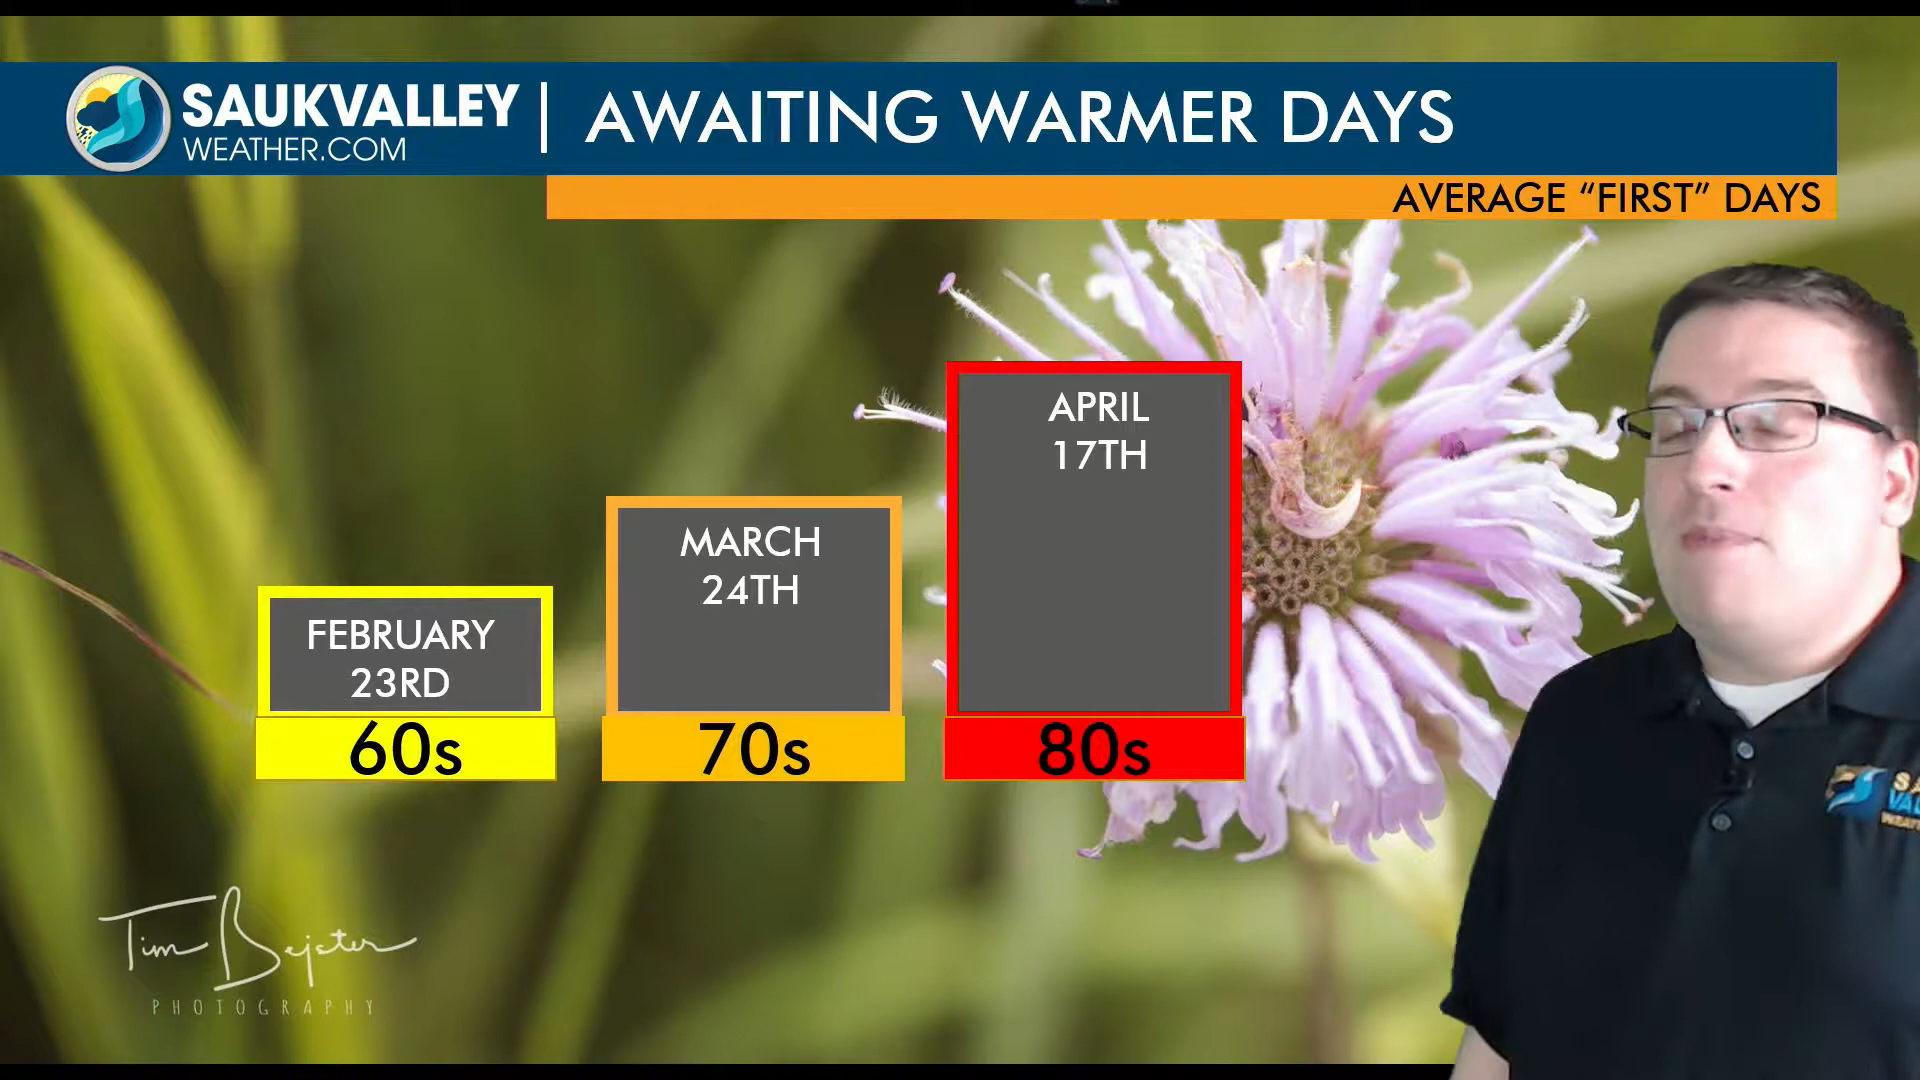 SAUKVALLEY
WEATHER.COM
AWAITING WARMER DAYS
AVERAGE “FIRST” DAYS
APRIL
17TH
MARCH
24TH
FEBRUARY
23RD
60s
70s
80s
Tim Bejster
PHOTOGRAPHY